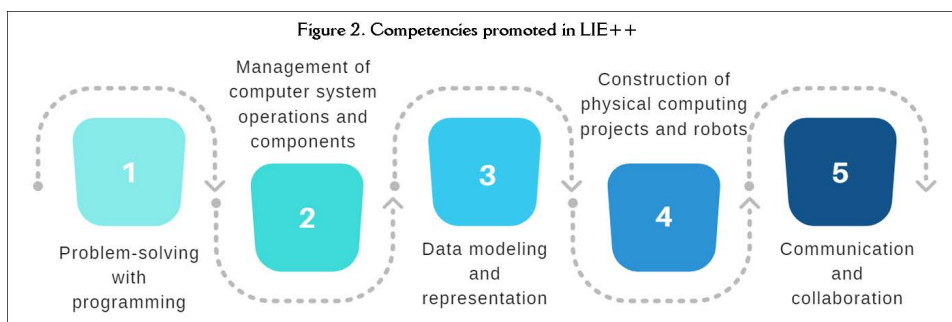 Figure 2. Competencies promoted in LIE++
1
Problem-solving
with
programming
Management of
computer system
operations and
components
2
3
Data modeling
and
representation
Construction of
physical computing
projects and robots
4
5
Communication
and
collaboration